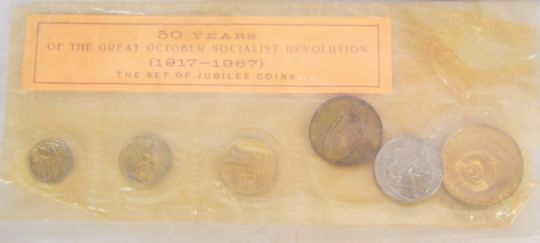 50 YEARS
OF THE GREAT OCTOBER SOCIALIST REVOLUTION
(1917-1967)
THE SET OF JUBILEE COINS